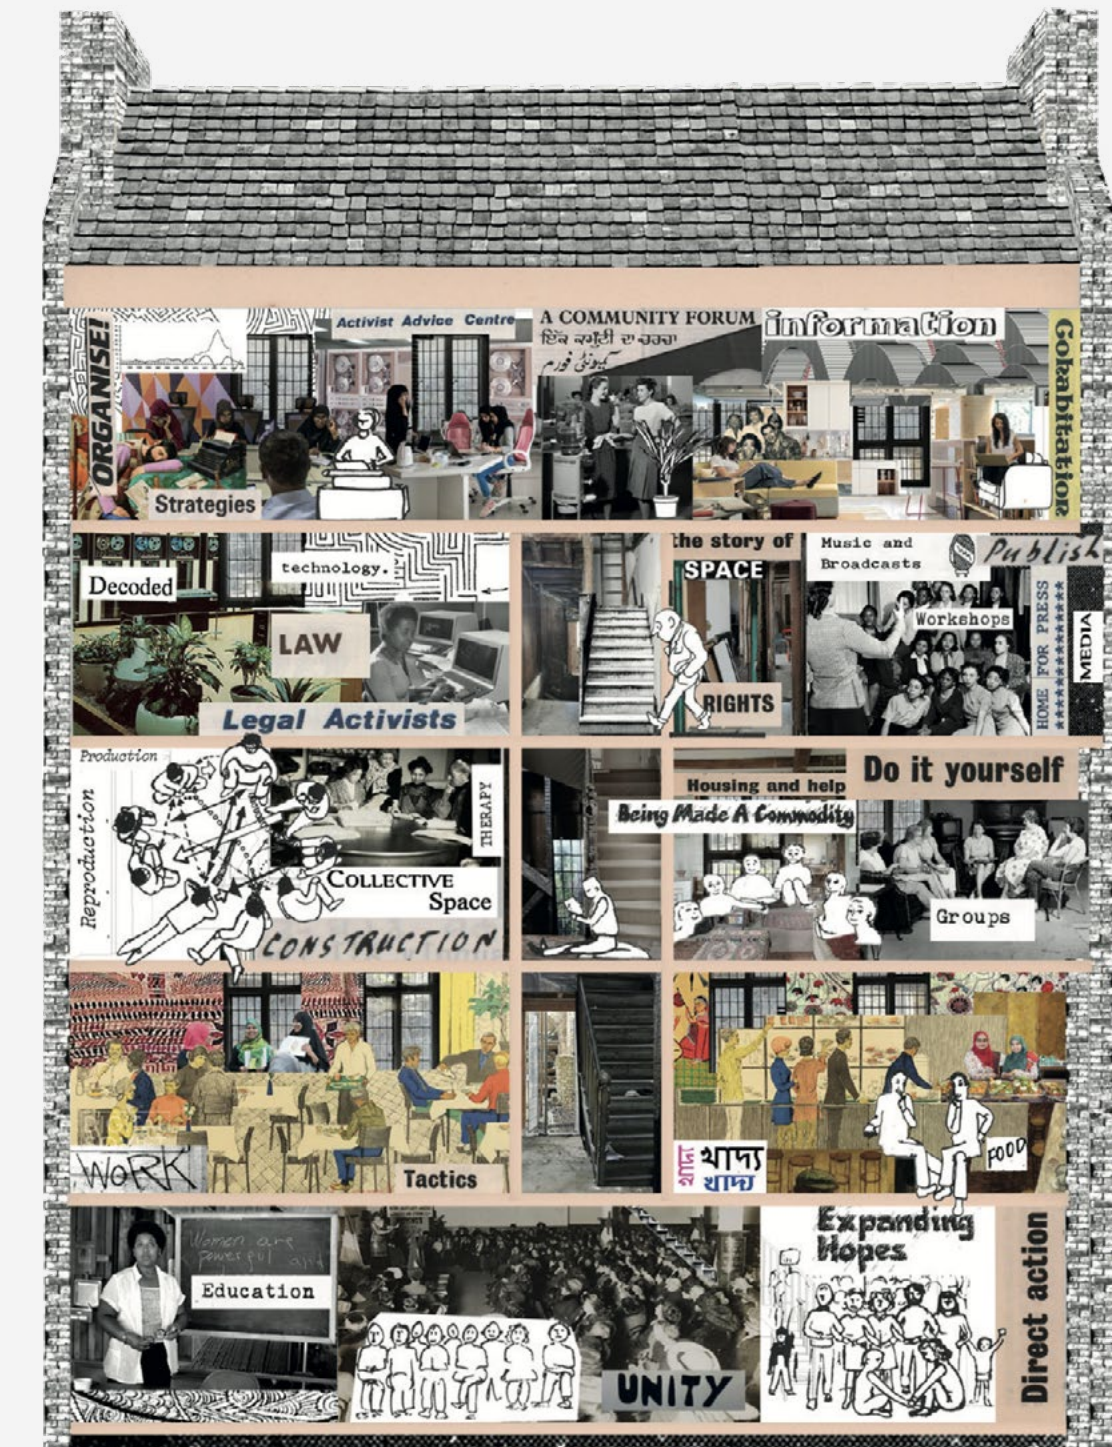 ORGANISE!
Strategies
Activist Advice Centre
A COMMUNITY FORUM
ਇੱਕ ਕਮੁੱਟੀ ਦਾ ਚਰਚਾ
کمیونٹی فورم
information
Cohabitation
Decoded
technology.
LAW
Legal Activists
the story of
SPACE
RIGHTS
Music and
Broadcasts
Publish
Workshops
HOME FOR PRESS
MEDIA
Production
Reproduction
THERAPY
COLLECTIVE
Space
CONSTRUCTION
Housing and help
Do it yourself
Being Made A Commodity
Groups
WORK
Tactics
খাদ্য
খাদ্য
খাদ্য
FOOD
Women are
powerful and
Education
UNITY
Expanding
Hopes
Direct action